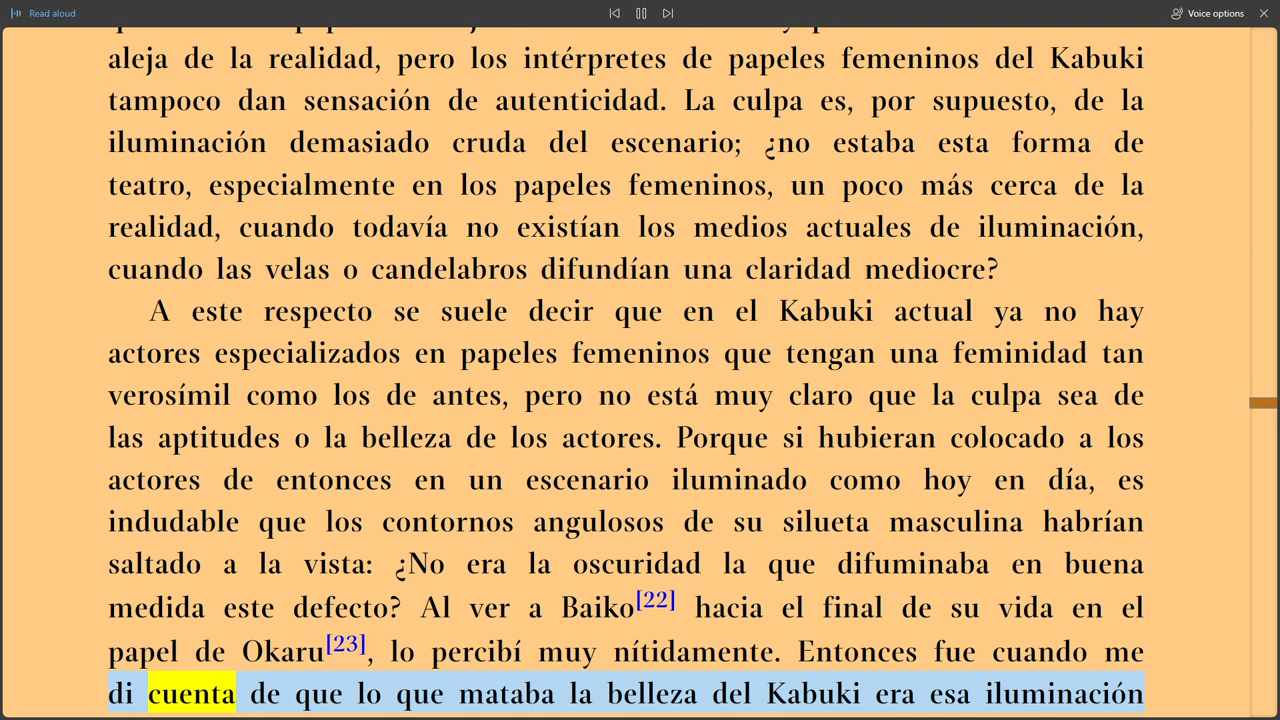 Read aloud
Voice options
aleja de la realidad, pero los intérpretes de papeles femeninos del Kabuki
tampoco dan sensación de autenticidad. La culpa es, por supuesto, de la
iluminación demasiado cruda del escenario; ¿no estaba esta forma de
teatro, especialmente en los papeles femeninos, un poco más cerca de la
realidad, cuando todavía no existían los medios actuales de iluminación,
cuando las velas o candelabros difundían una claridad mediocre?
A este respecto se suele decir que en el Kabuki actual ya no hay
actores especializados en papeles femeninos que tengan una feminidad tan
verosímil como los de antes, pero no está muy claro que la culpa sea de
las aptitudes o la belleza de los actores. Porque si hubieran colocado a los
actores de entonces en un escenario iluminado como hoy en día, es
indudable que los contornos angulosos de su silueta masculina habrían
saltado a la vista: ¿No era la oscuridad la que difuminaba en buena
medida este defecto? Al ver a Baiko[22] hacia el final de su vida en el
papel de Okaru[23], lo percibí muy nítidamente. Entonces fue cuando me
di cuenta de que lo que mataba la belleza del Kabuki era esa iluminación